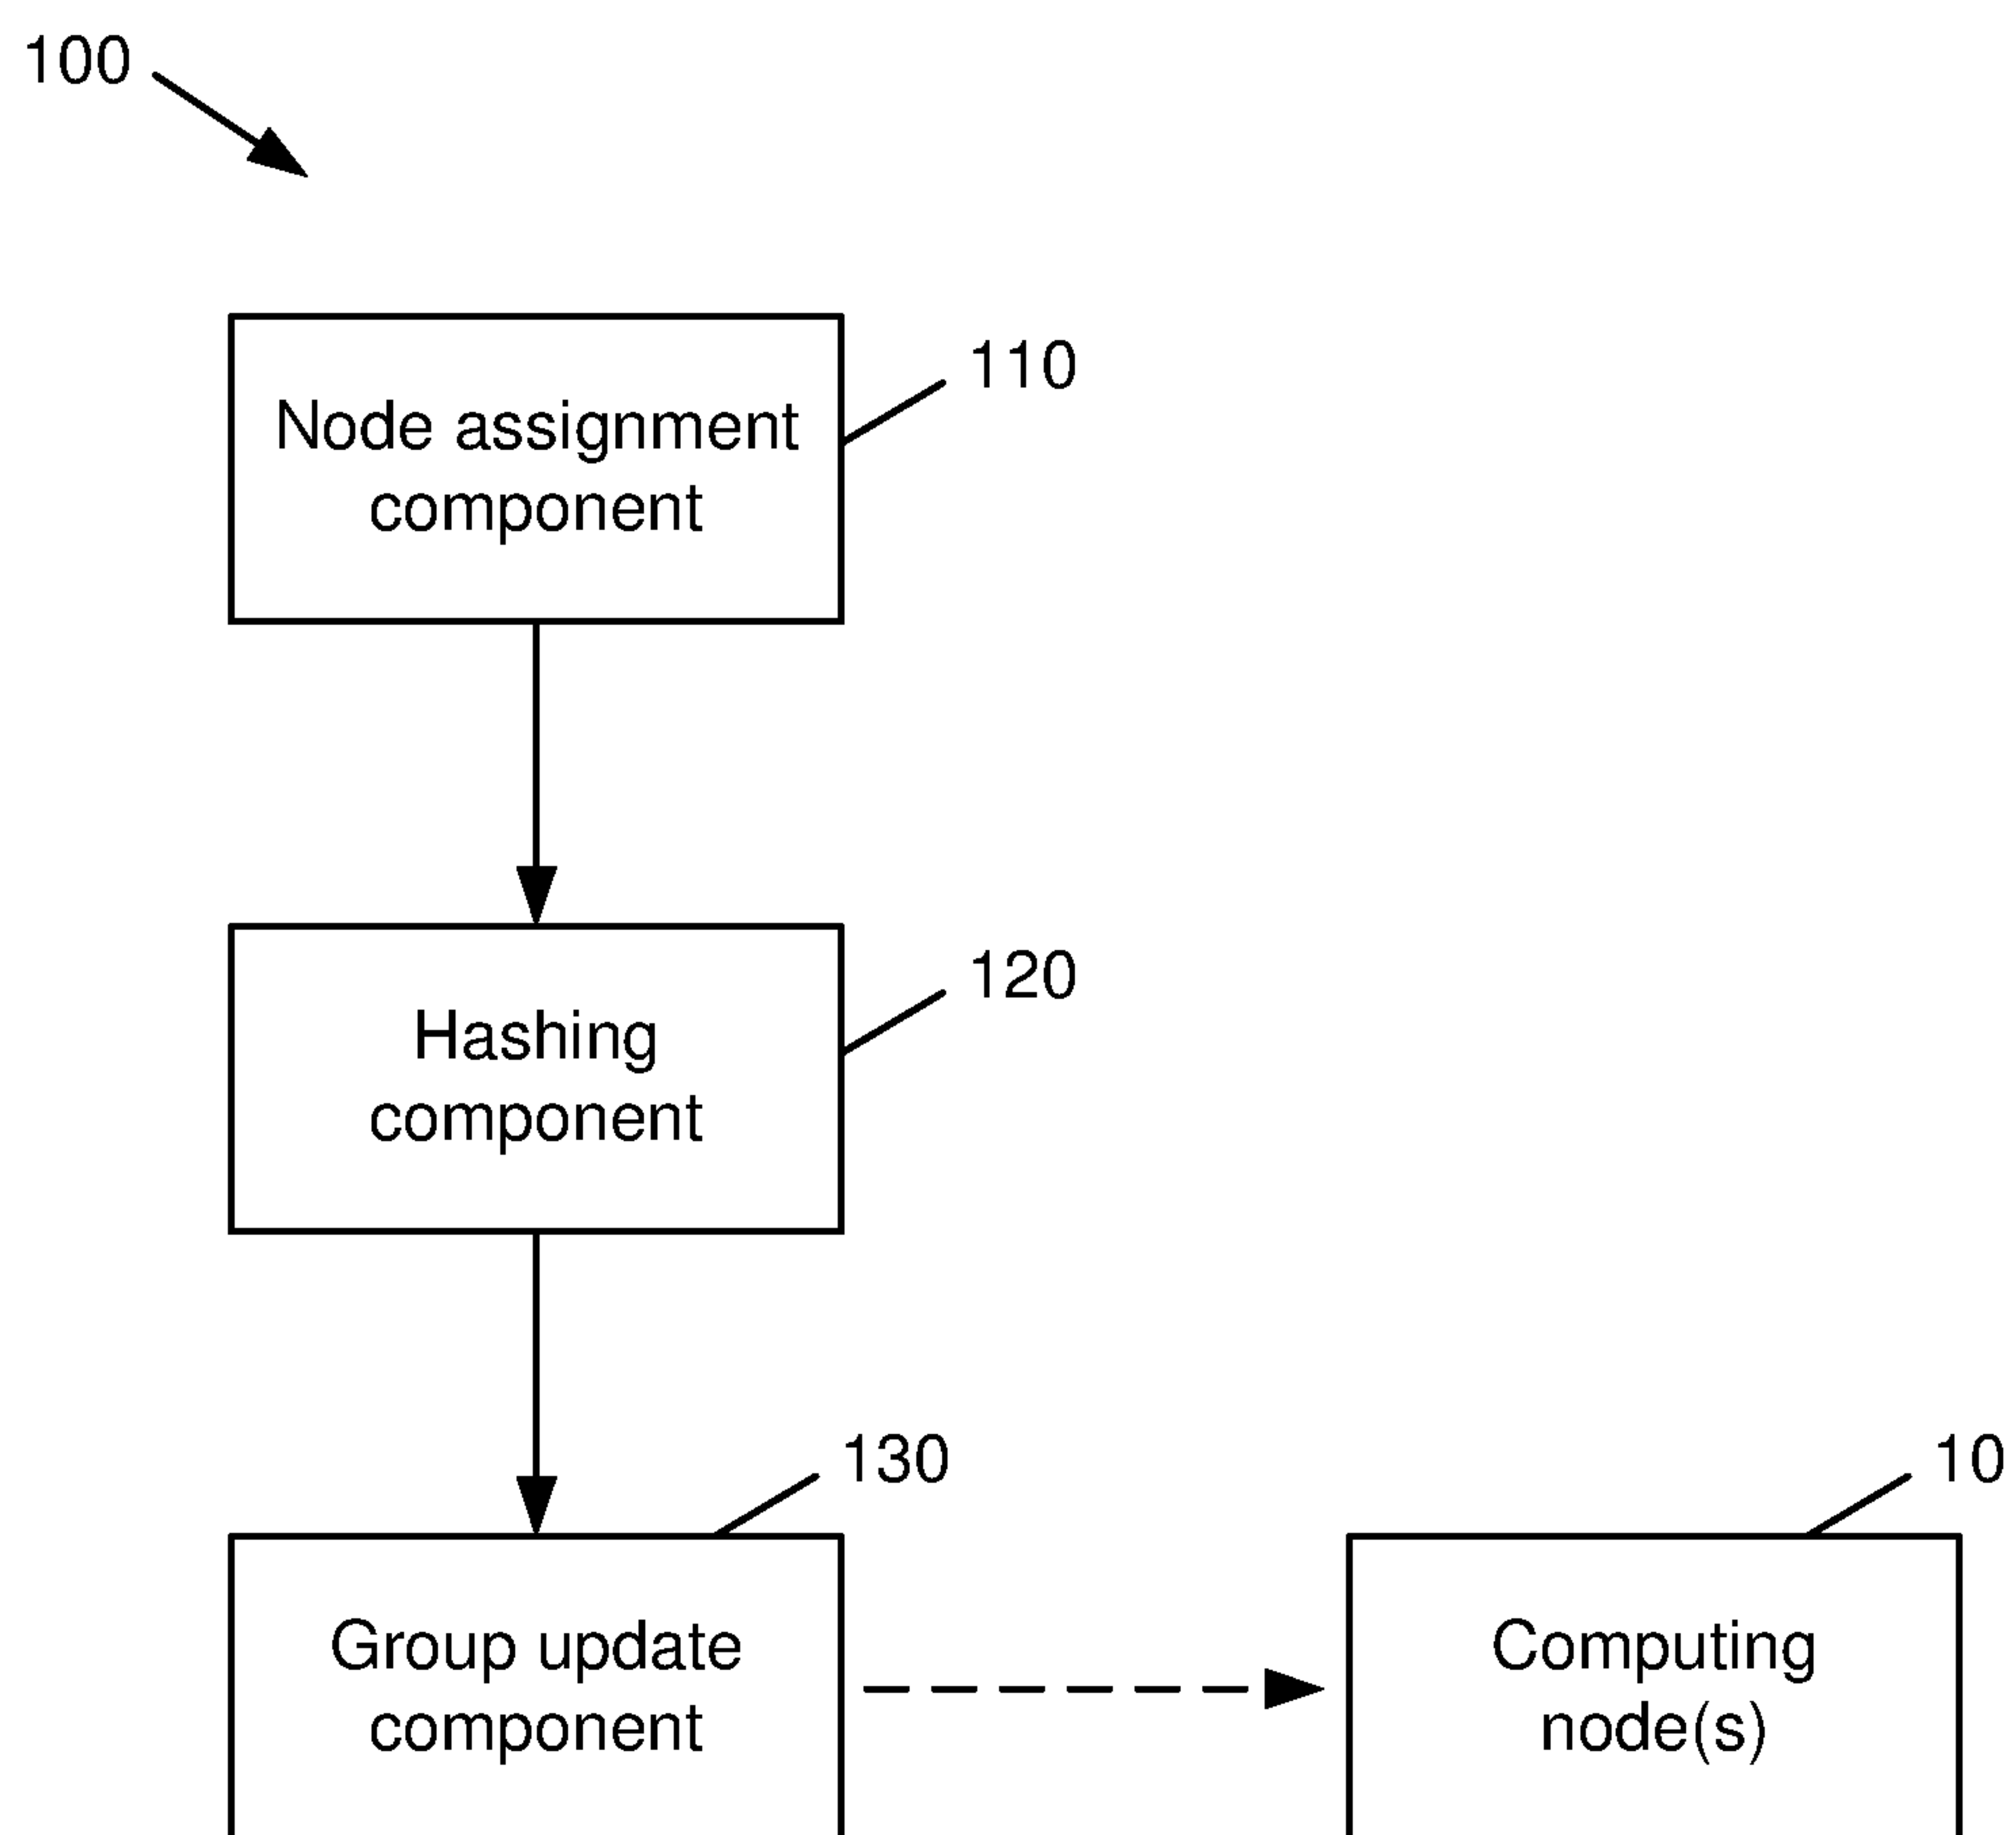 100
110
Node assignment
component
120
Hashing
component
130
10
Group update
component
Computing
node(s)